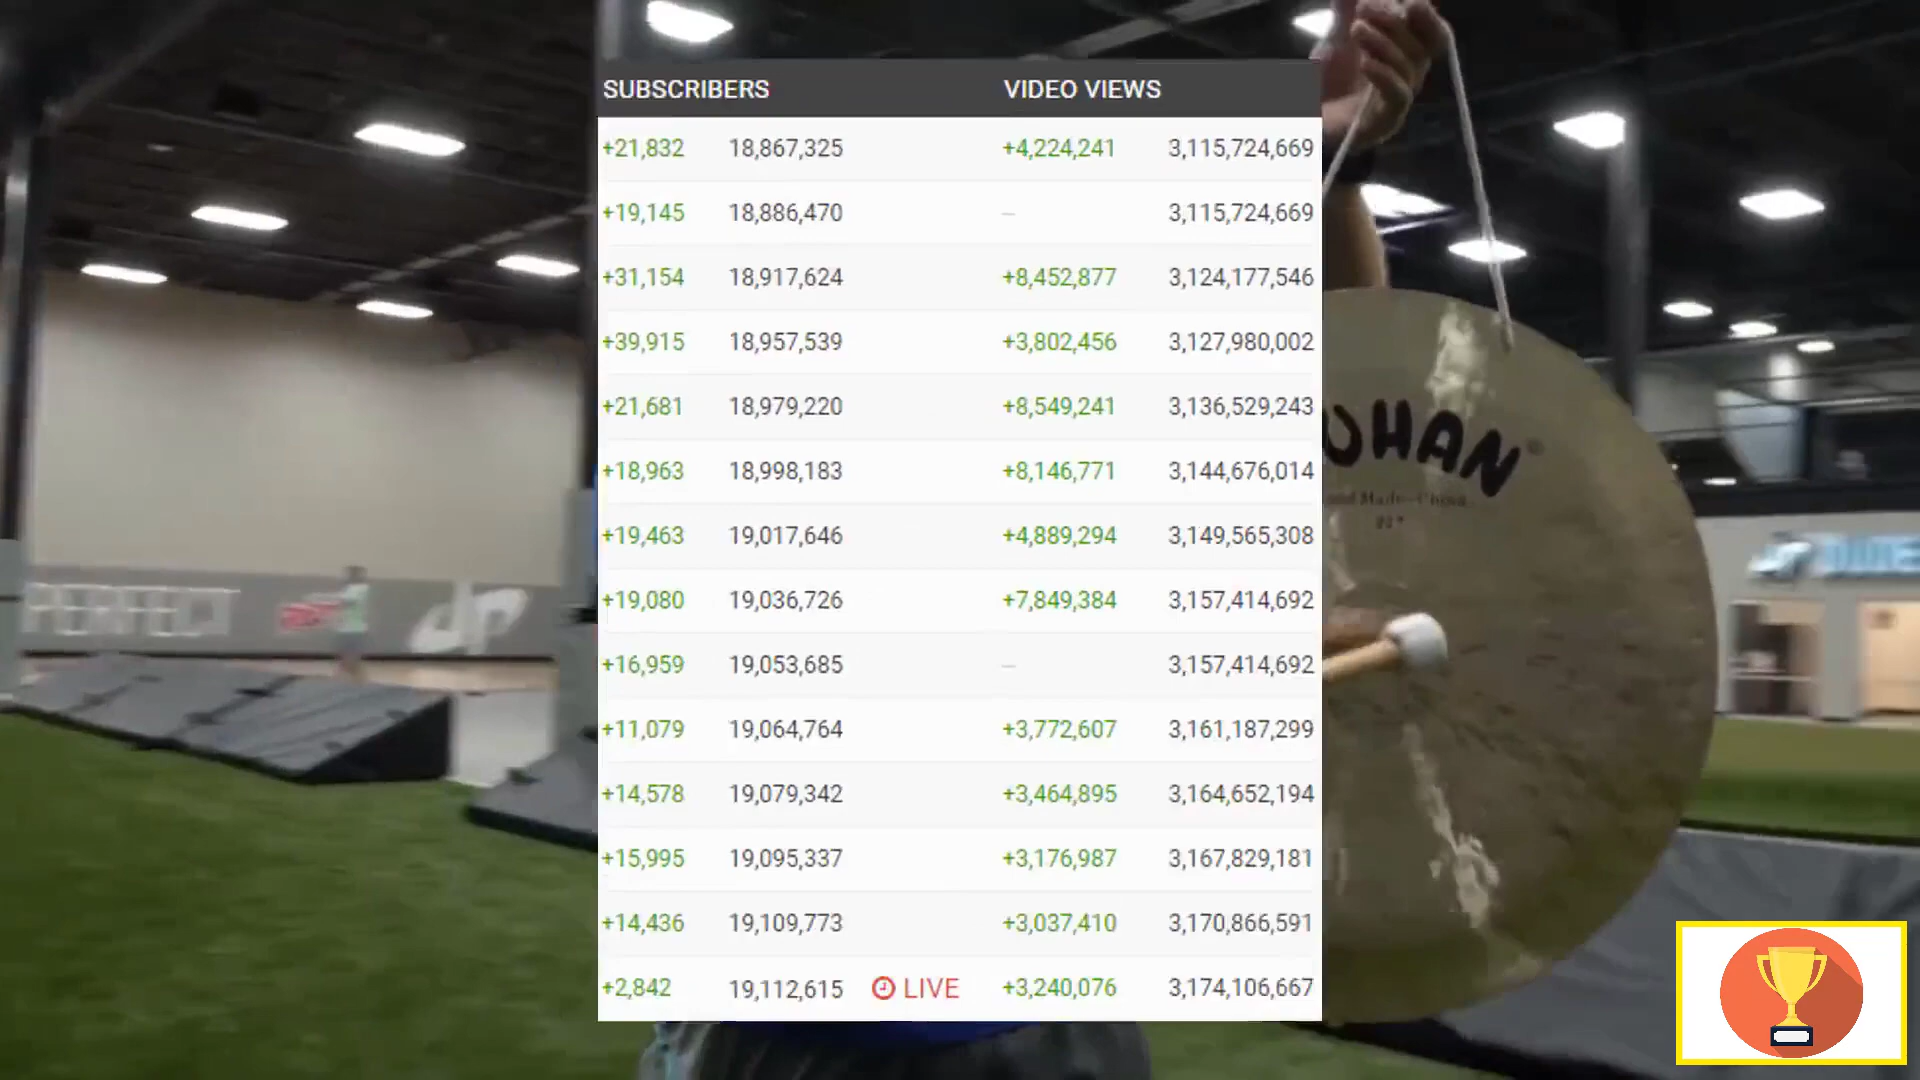 SUBSCRIBERS VIDEO VIEWS
+21,832 18,867,325 +4,224,241 3,115,724,669
+19,145 18,886,470 – 3,115,724,669
+31,154 18,917,624 +8,452,877 3,124,177,546
+39,915 18,957,539 +3,802,456 3,127,980,002
+21,681 18,979,220 +8,549,241 3,136,529,243
+18,963 18,998,183 +8,146,771 3,144,676,014
+19,463 19,017,646 +4,889,294 3,149,565,308
+19,080 19,036,726 +7,849,384 3,157,414,692
+16,959 19,053,685 – 3,157,414,692
+11,079 19,064,764 +3,772,607 3,161,187,299
+14,578 19,079,342 +3,464,895 3,164,652,194
+15,995 19,095,337 +3,176,987 3,167,829,181
+14,436 19,109,773 +3,037,410 3,170,866,591
+2,842 19,112,615 LIVE +3,240,076 3,174,106,667
UHAN
Made-China
PERFECT
dp